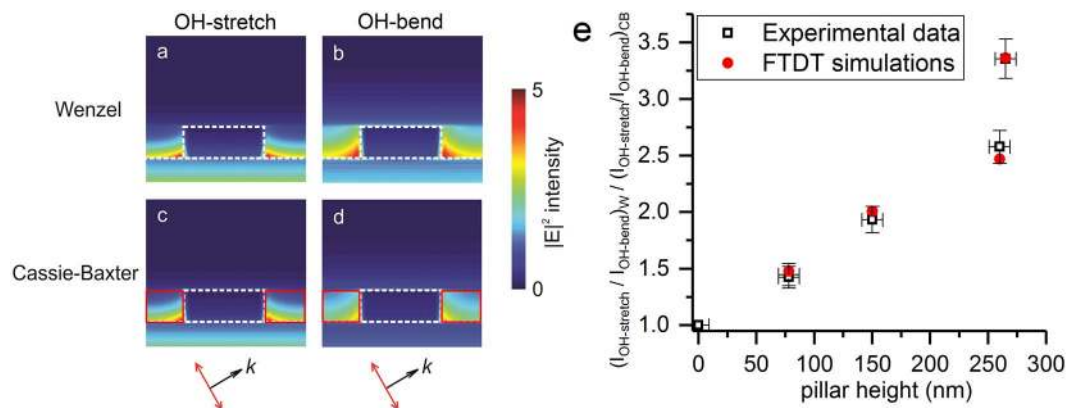 OH-stretch
OH-bend
Wenzel
a
b
Cassie-Baxter
c
d
k
k
5
0
|E|² intensity
e
Experimental data
FTDT simulations
(I_OH-stretch / I_OH-bend)_W / (I_OH-stretch/I_OH-bend)_CB
3.5
3.0
2.5
2.0
1.5
1.0
0 50 100 150 200 250 300
pillar height (nm)